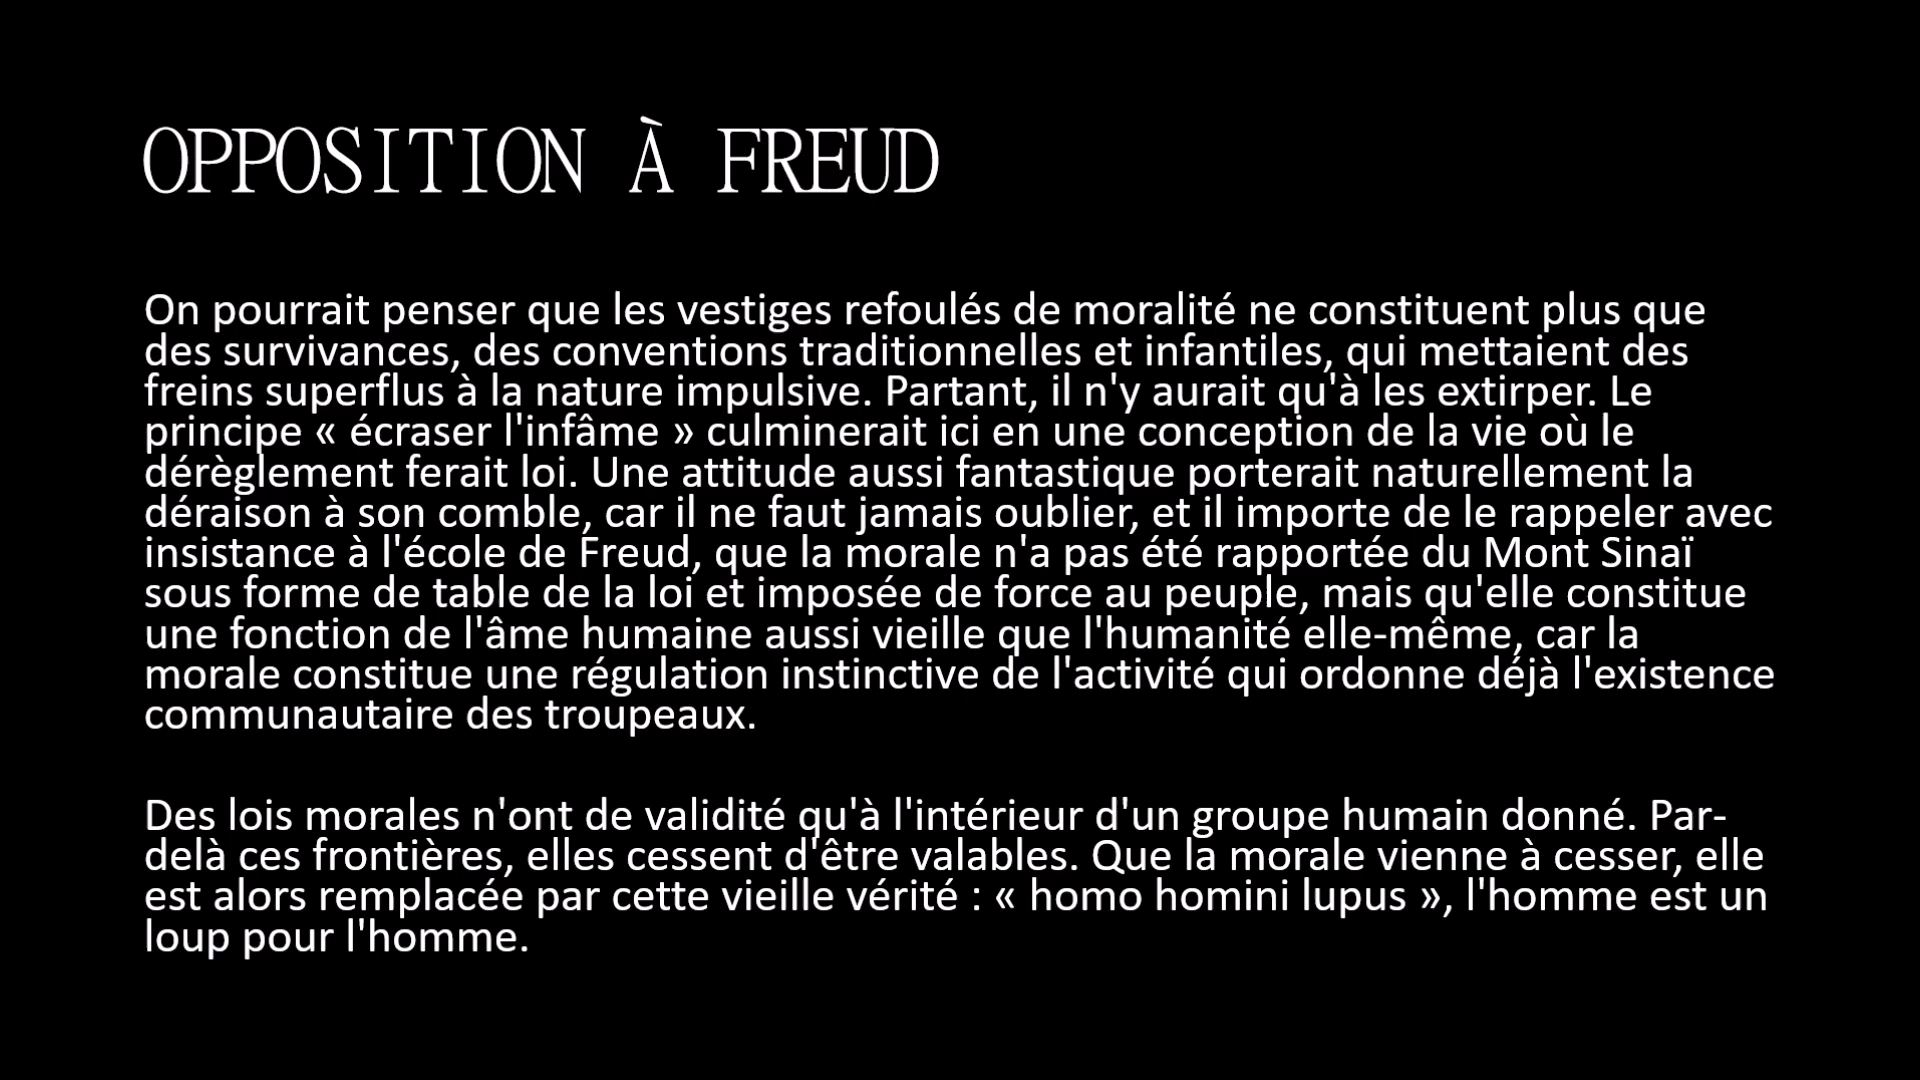 OPPOSITION À FREUD
On pourrait penser que les vestiges refoulés de moralité ne constituent plus que
des survivances, des conventions traditionnelles et infantiles, qui mettaient des
freins superflus à la nature impulsive. Partant, il n'y aurait qu'à les extirper. Le
principe « écraser l'infâme » culminerait ici en une conception de la vie où le
dérèglement ferait loi. Une attitude aussi fantastique porterait naturellement la
déraison à son comble, car il ne faut jamais oublier, et il importe de le rappeler avec
insistance à l'école de Freud, que la morale n'a pas été rapportée du Mont Sinaï
sous forme de table de la loi et imposée de force au peuple, mais qu'elle constitue
une fonction de l'âme humaine aussi vieille que l'humanité elle-même, car la
morale constitue une régulation instinctive de l'activité qui ordonne déjà l'existence
communautaire des troupeaux.
Des lois morales n'ont de validité qu'à l'intérieur d'un groupe humain donné. Par-
delà ces frontières, elles cessent d'être valables. Que la morale vienne à cesser, elle
est alors remplacée par cette vieille vérité : « homo homini lupus », l'homme est un
loup pour l'homme.